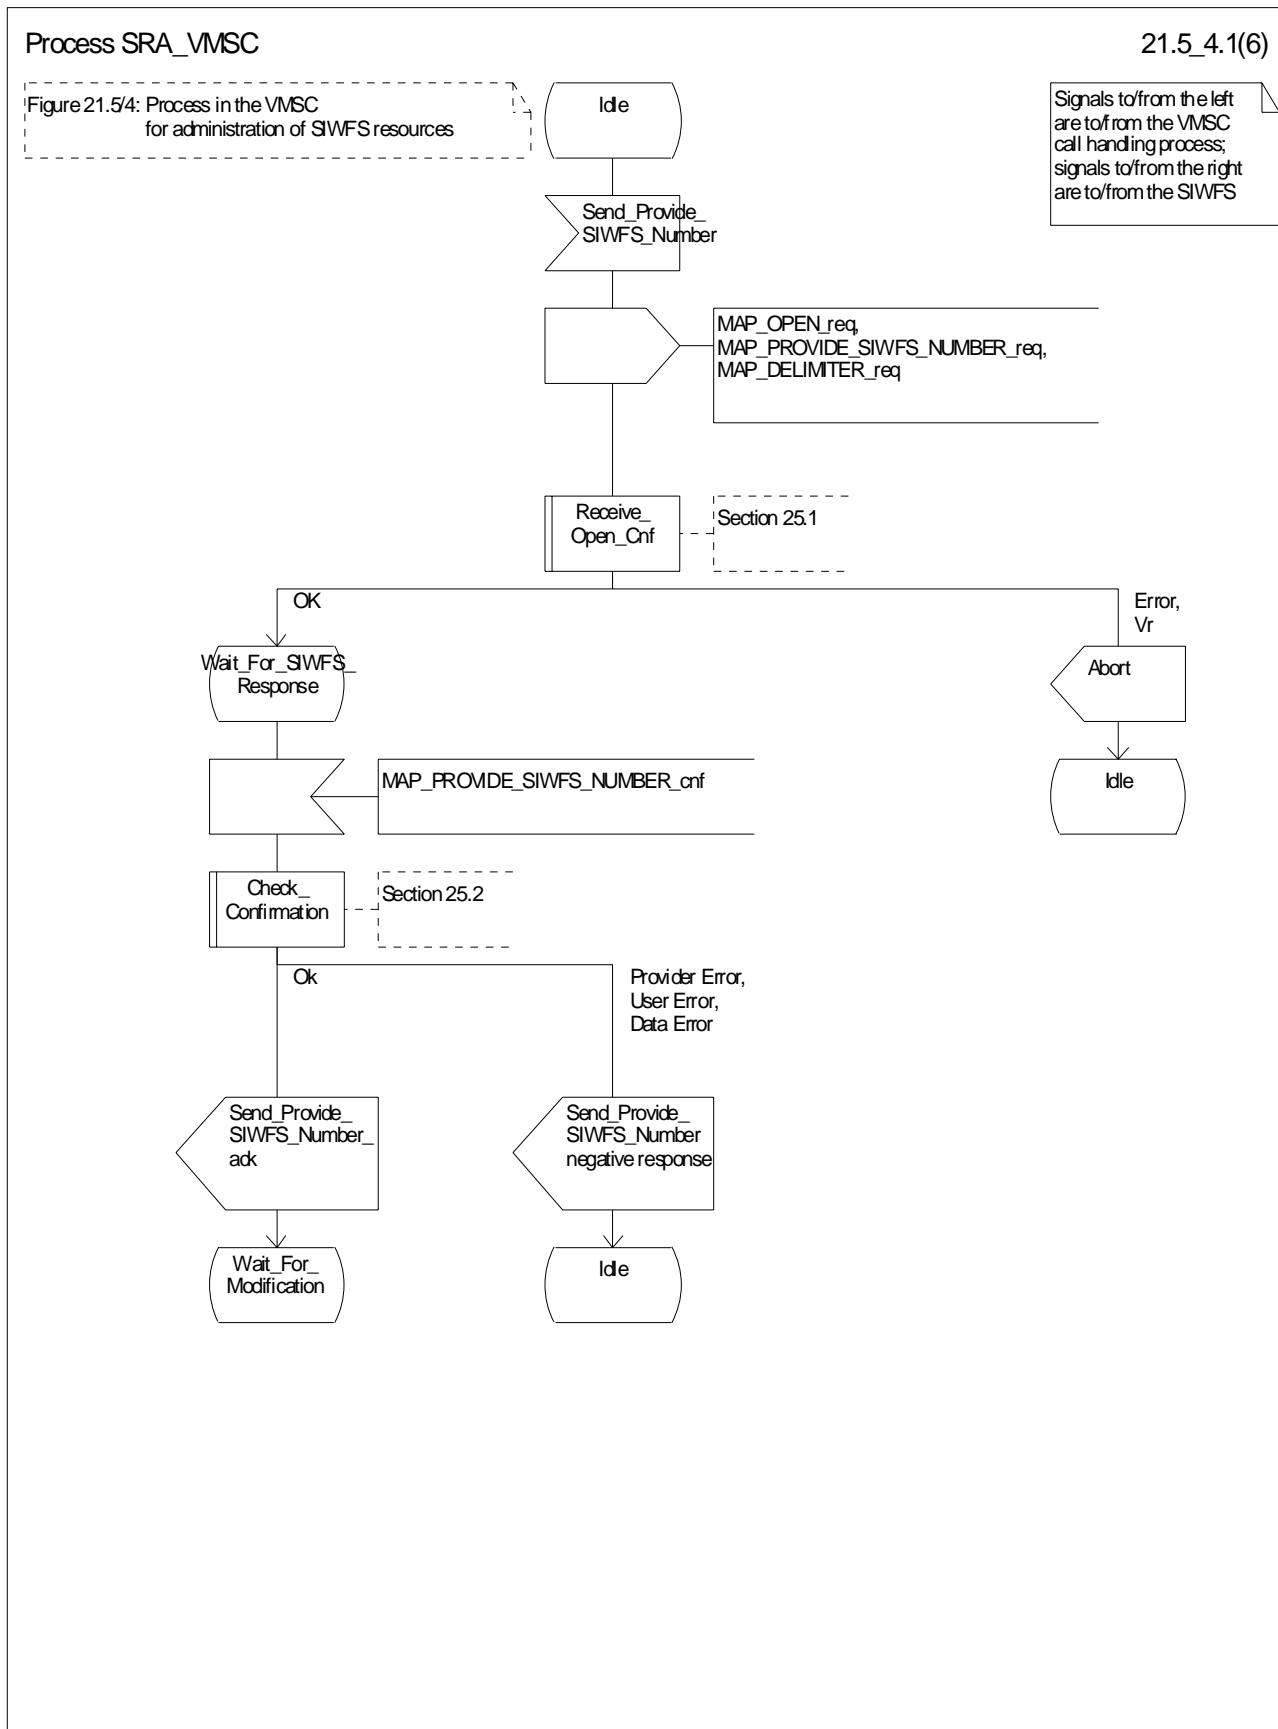 Process SRA_VMSC
21.5_4.1(6)
Figure 21.5/4: Process in the VMSC
for administration of SIWFS resources
Idle
Signals to/from the left
are to/from the VMSC
call handling process;
signals to/from the right
are to/from the SIWFS
Send_Provide_
SIWFS_Number
MAP_OPEN_req,
MAP_PROVIDE_SIWFS_NUMBER_req,
MAP_DELIMITER_req
Receive_
Open_Cnf
Section 25.1
OK
Error,
Vr
Wait_For_SIWFS_
Response
Abort
MAP_PROVIDE_SIWFS_NUMBER_cnf
Idle
Check_
Confirmation
Section 25.2
Ok
Provider Error,
User Error,
Data Error
Send_Provide_
SIWFS_Number_
ack
Send_Provide_
SIWFS_Number
negative response
Wait_For_
Modification
Idle